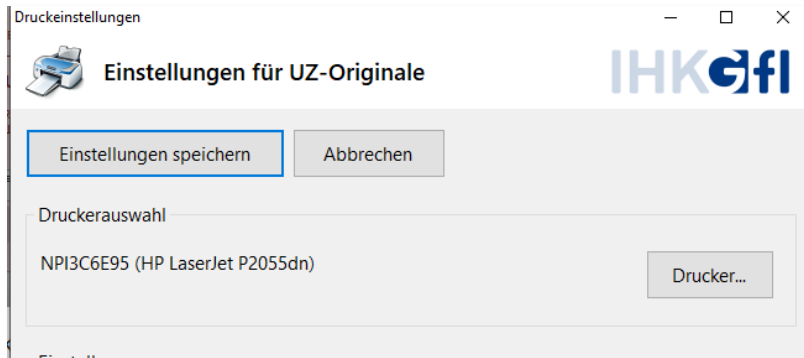 Druckeinstellungen
Einstellungen für UZ-Originale
IHKGfI
Einstellungen speichern
Abbrechen
Druckerauswahl
NPI3C6E95 (HP LaserJet P2055dn)
Drucker...